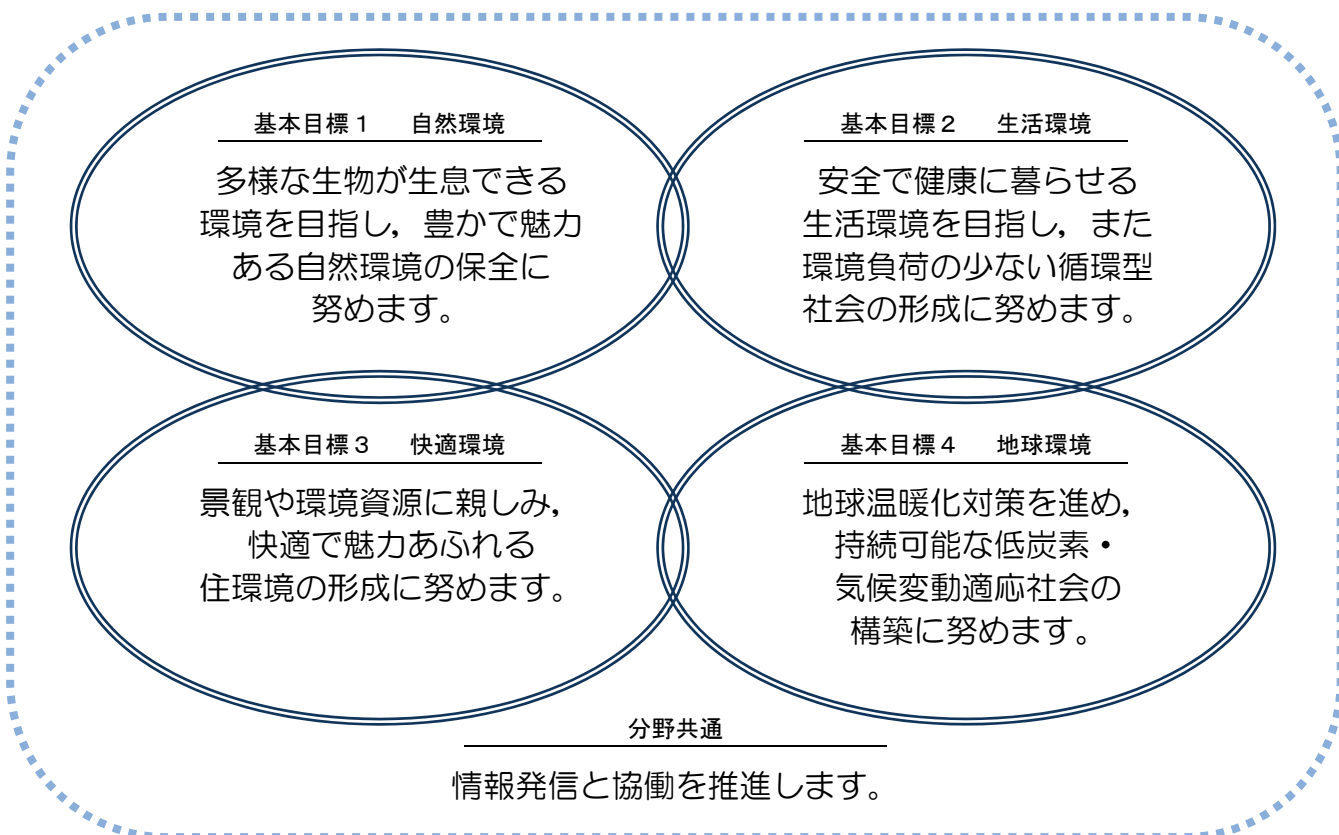 基本目標１　自然環境
多様な生物が生息できる
環境を目指し，豊かで魅力
ある自然環境の保全に
努めます。
基本目標２　生活環境
安全で健康に暮らせる
生活環境を目指し，また
環境負荷の少ない循環型
社会の形成に努めます。
基本目標３　快適環境
景観や環境資源に親しみ，
快適で魅力あふれる
住環境の形成に努めます。
基本目標４　地球環境
地球温暖化対策を進め，
持続可能な低炭素・
気候変動適応社会の
構築に努めます。
分野共通
情報発信と協働を推進します。